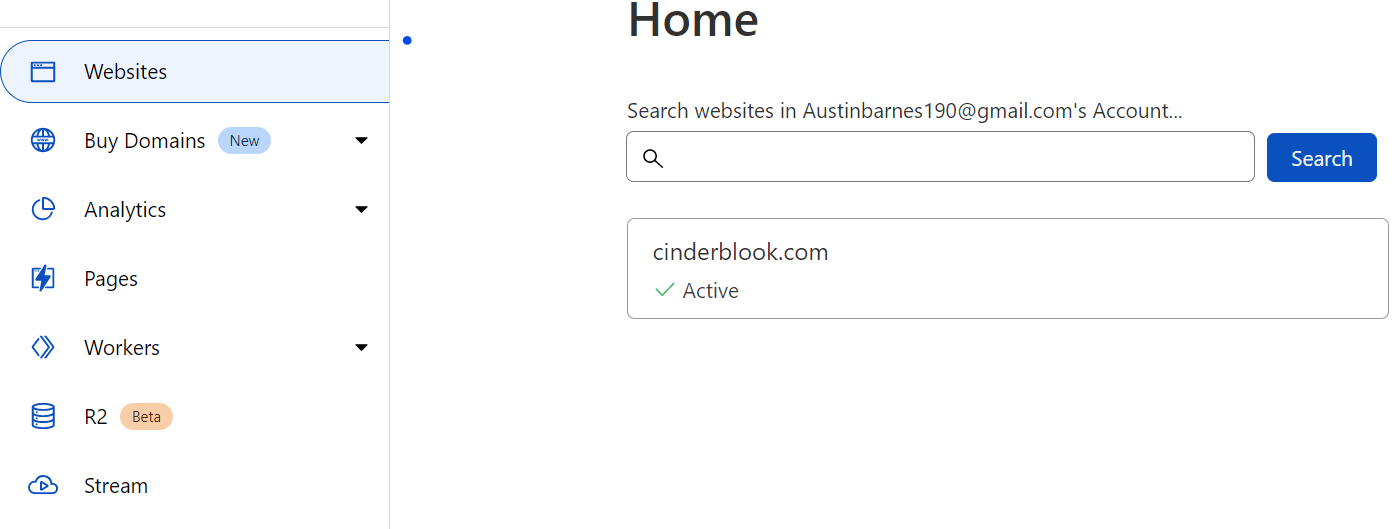 Home
Websites
Buy Domains New
Analytics
Pages
Workers
R2 Beta
Stream
Search websites in Austinbarnes190@gmail.com's Account...
Search
cinderblook.com
Active